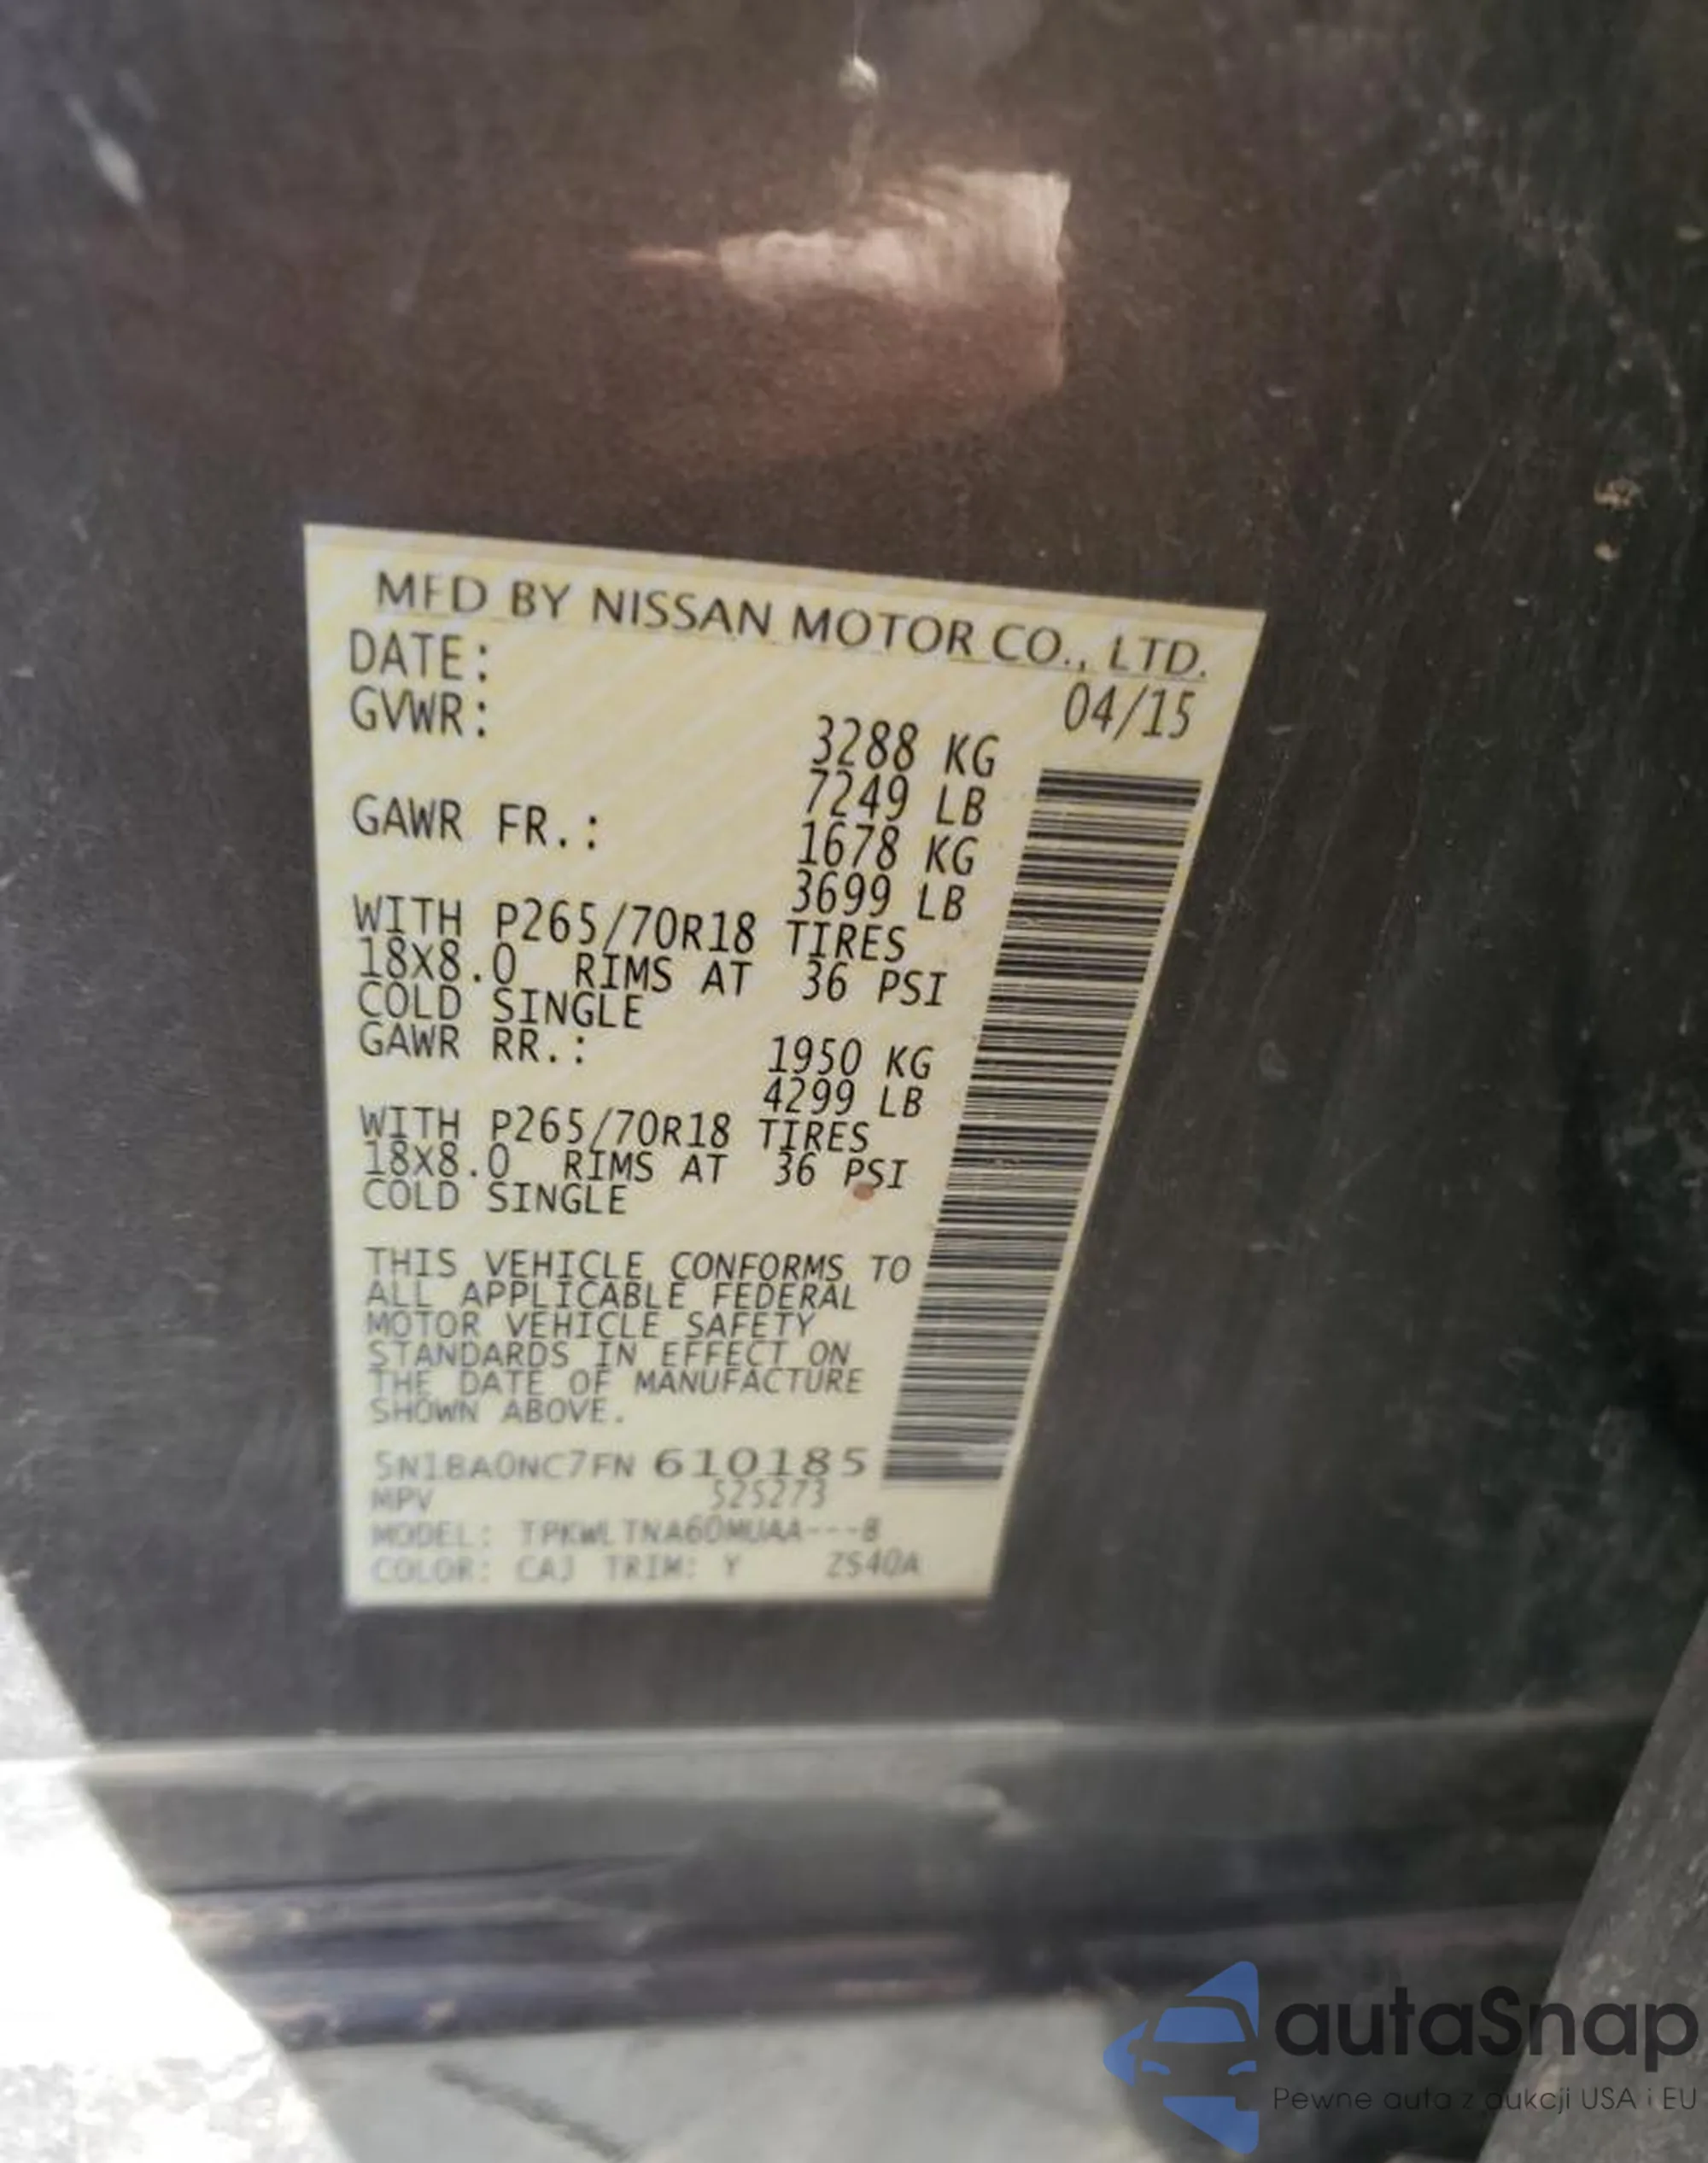 MFD BY NISSAN MOTOR CO., LTD.
DATE: 04/15
GVWR: 3288 KG
7249 LB
GAWR FR.: 1678 KG
3699 LB
WITH P265/70R18 TIRES
18X8.0 RIMS AT 36 PSI
COLD SINGLE
GAWR RR.: 1950 KG
4299 LB
WITH P265/70R18 TIRES
18X8.0 RIMS AT 36 PSI
COLD SINGLE
THIS VEHICLE CONFORMS TO
ALL APPLICABLE FEDERAL
MOTOR VEHICLE SAFETY
STANDARDS IN EFFECT ON
THE DATE OF MANUFACTURE
SHOWN ABOVE.
5N1BA0NC7FN 610185
MPV 525273
MODEL: TPKWLTNA60MUAA---B
COLOR: CAJ TRIM: Y ZS40A
autaSnap
Pewne auta z aukcji USA i EU